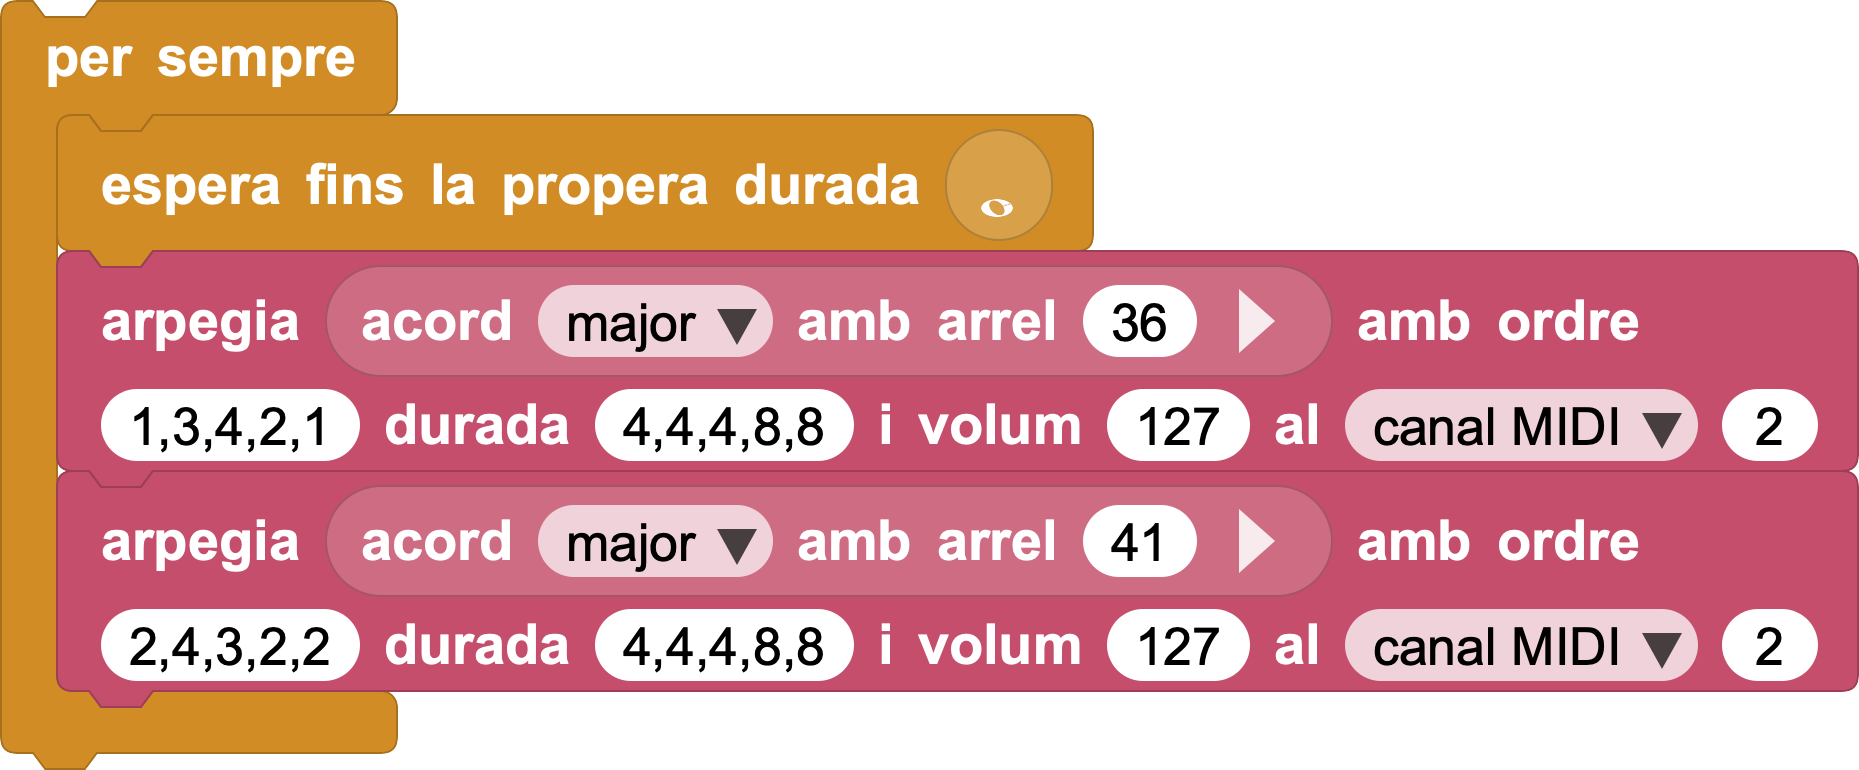 per sempre
espera fins la propera durada
arpegia acord major amb arrel 36 amb ordre
1,3,4,2,1 durada 4,4,4,8,8 i volum 127 al canal MIDI 2
arpegia acord major amb arrel 41 amb ordre
2,4,3,2,2 durada 4,4,4,8,8 i volum 127 al canal MIDI 2